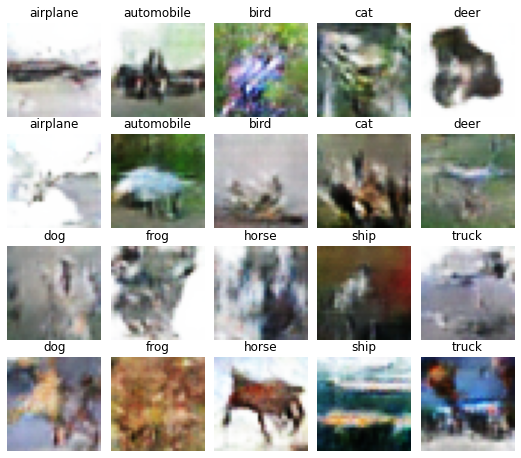 airplane automobile bird cat deer
airplane automobile bird cat deer
dog frog horse ship truck
dog frog horse ship truck